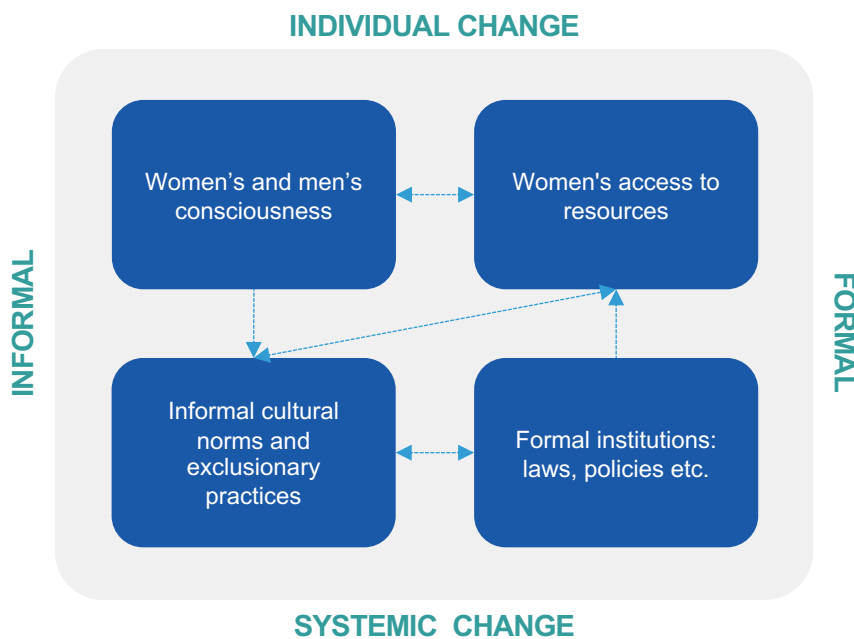 INDIVIDUAL CHANGE
Women’s and men’s
consciousness
Women's access to
resources
INFORMAL
FORMAL
Informal cultural
norms and
exclusionary
practices
Formal institutions:
laws, policies etc.
SYSTEMIC CHANGE